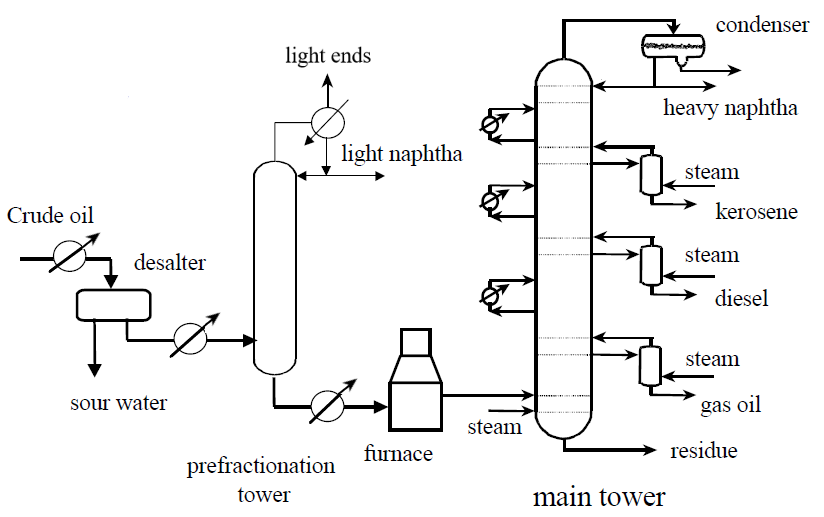 condenser
light ends
heavy naphtha
light naphtha
steam
kerosene
Crude oil
desalter
steam
diesel
steam
gas oil
sour water
steam
furnace
residue
prefractionation
tower
main tower